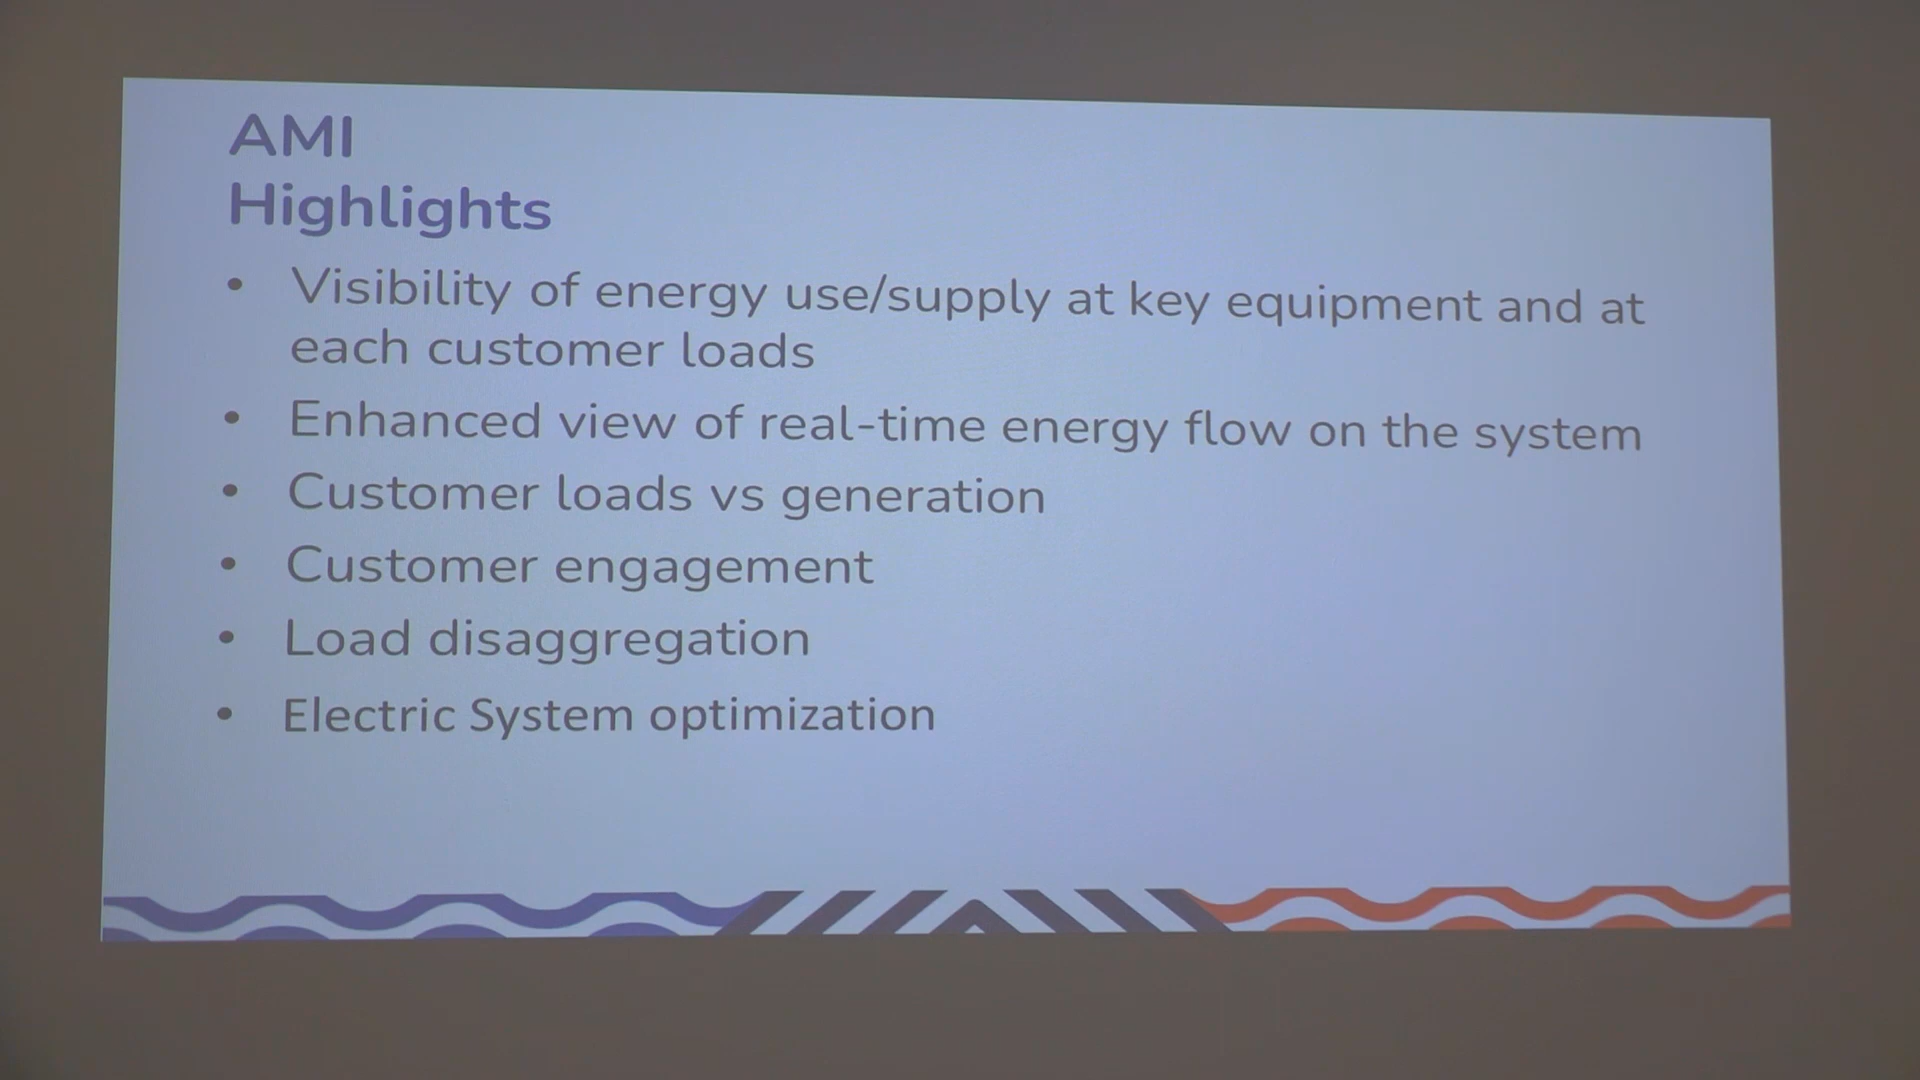 AMI
Highlights
• Visibility of energy use/supply at key equipment and at
each customer loads
• Enhanced view of real-time energy flow on the system
• Customer loads vs generation
• Customer engagement
• Load disaggregation
• Electric System optimization